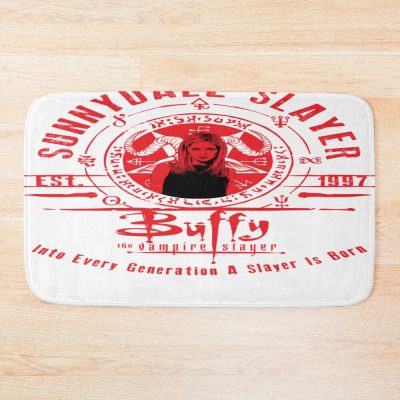 SUNNYDALE SLAYER
EST. 1997
Buffy
the vampire slayer
Into Every Generation A Slayer Is Born